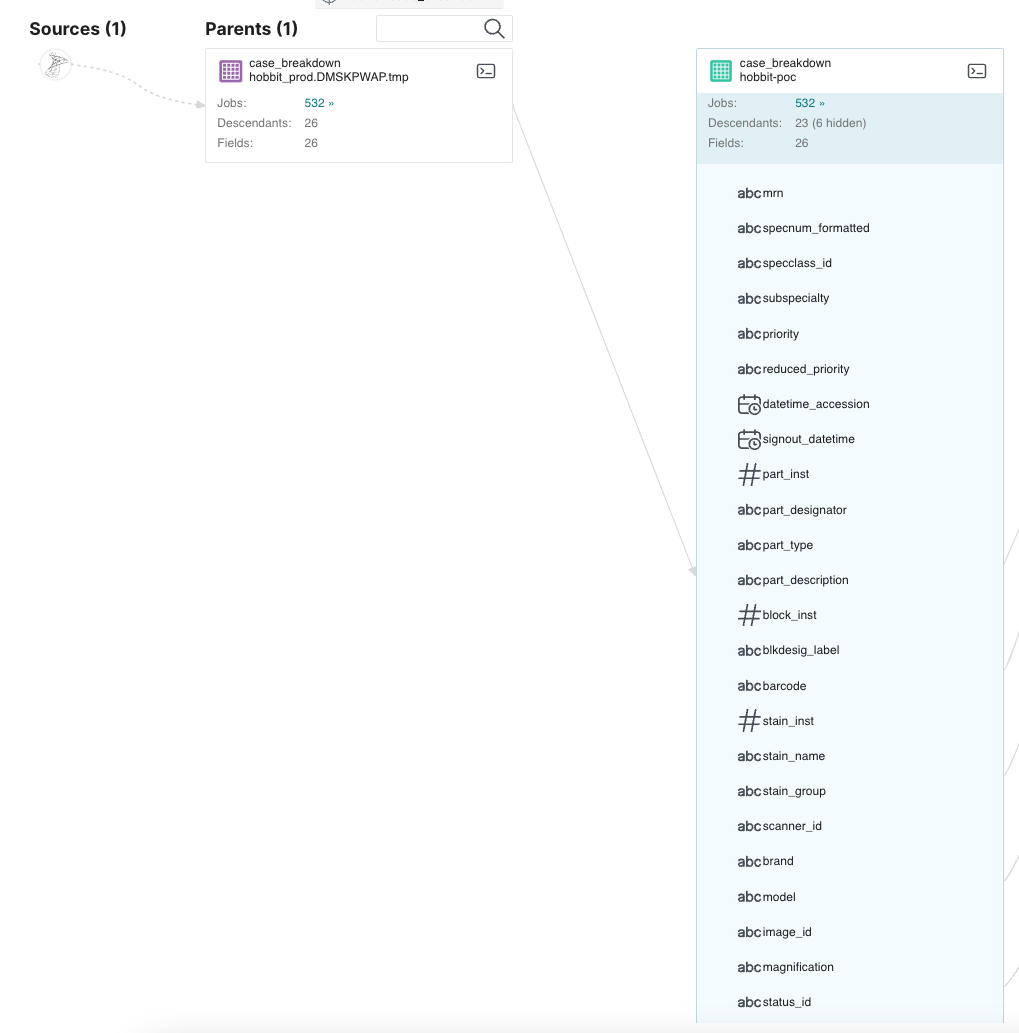 Sources (1)
Parents (1)
case_breakdown
hobbit_prod.DMSKPWAP.tmp
Jobs: 532 »
Descendants: 26
Fields: 26
case_breakdown
hobbit-poc
Jobs: 532 »
Descendants: 23 (6 hidden)
Fields: 26
abc mrn
abc specnum_formatted
abc specclass_id
abc subspecialty
abc priority
abc reduced_priority
datetime_accession
signout_datetime
# part_inst
abc part_designator
abc part_type
abc part_description
# block_inst
abc blkdesig_label
abc barcode
# stain_inst
abc stain_name
abc stain_group
abc scanner_id
abc brand
abc model
abc image_id
abc magnification
abc status_id